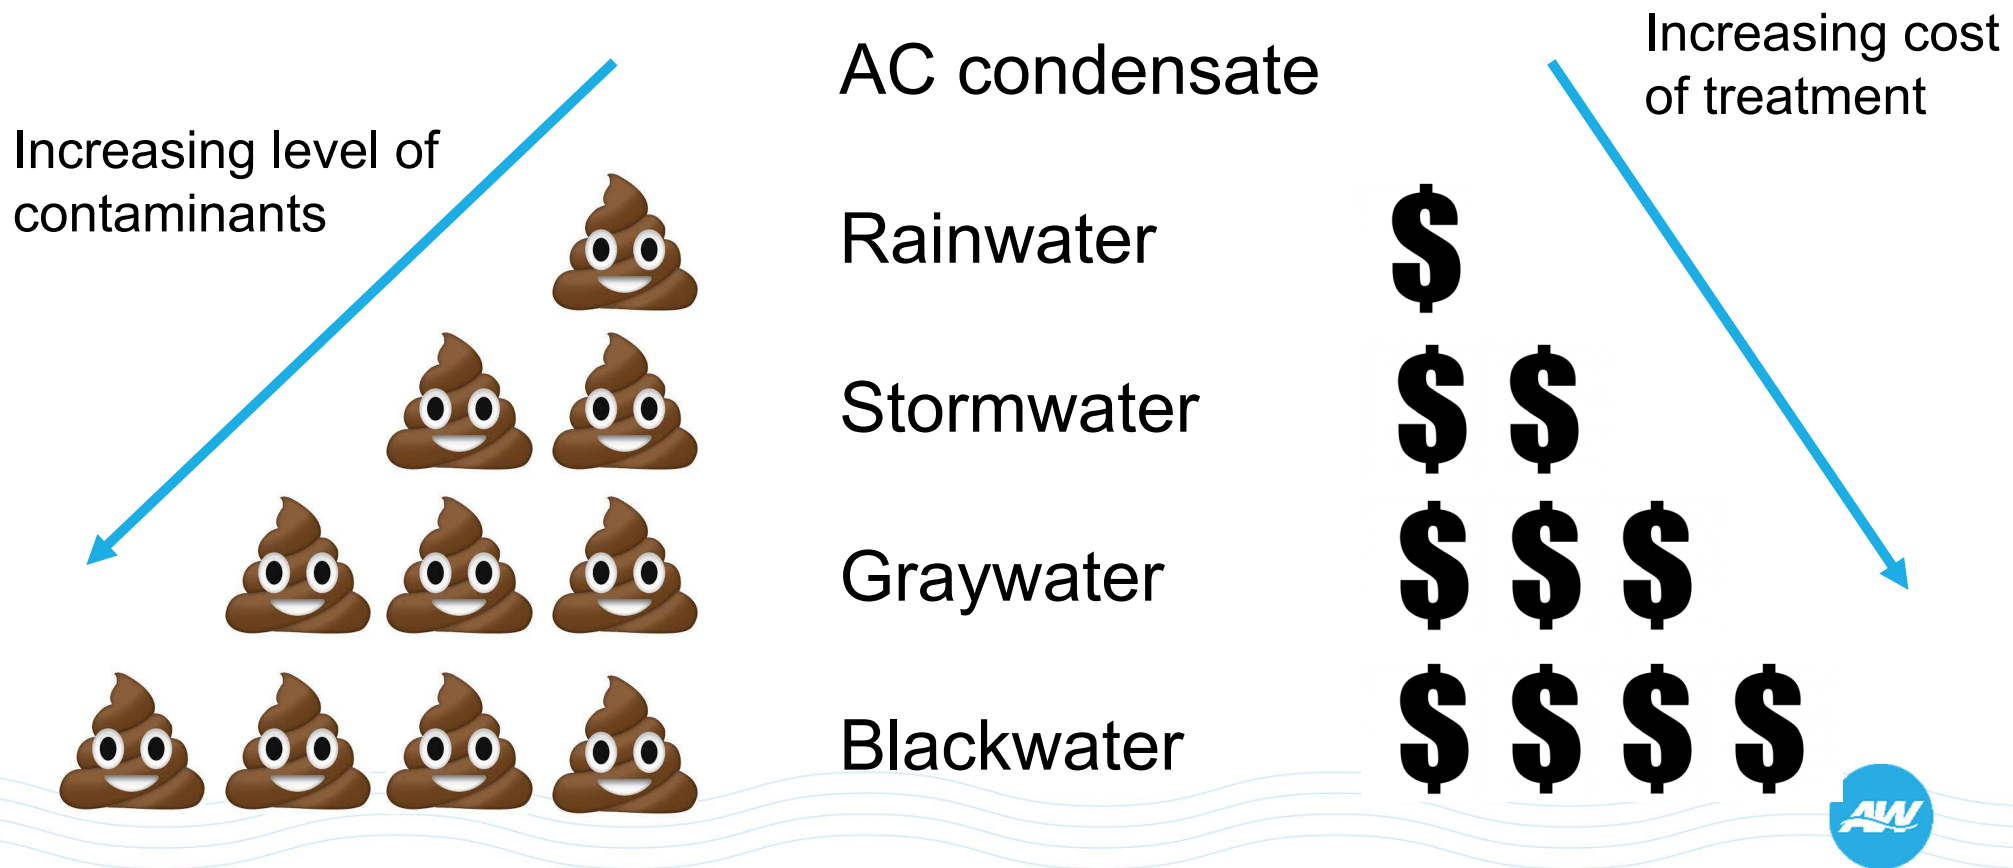 AC condensate
Increasing cost
of treatment
Increasing level of
contaminants
Rainwater
$
Stormwater
$ $
Graywater
$ $ $
Blackwater
$ $ $ $
AW